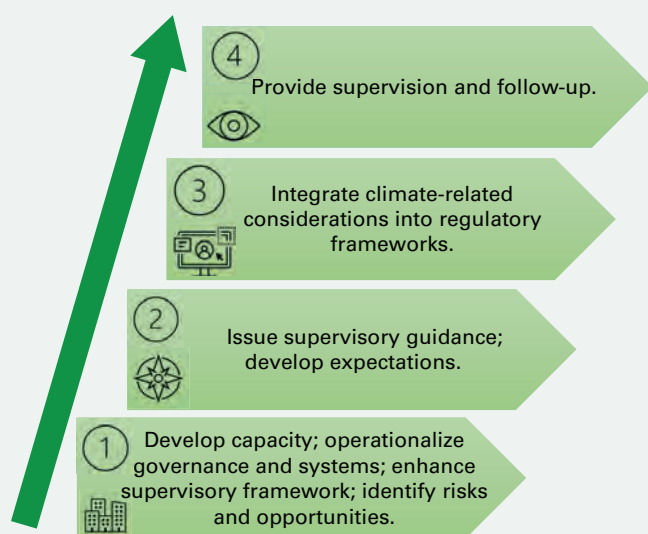 4
Provide supervision and follow-up.
3
Integrate climate-related
considerations into regulatory
frameworks.
2
Issue supervisory guidance;
develop expectations.
1
Develop capacity; operationalize
governance and systems; enhance
supervisory framework; identify risks
and opportunities.